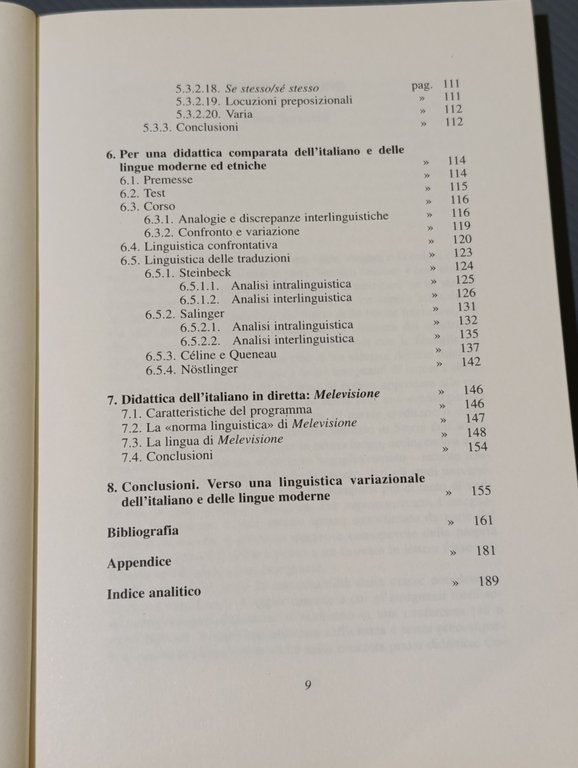 5.3.2.18. Se stesso/sé stesso pag. 111
5.3.2.19. Locuzioni preposizionali » 111
5.3.2.20. Varia » 112
5.3.3. Conclusioni » 112
6. Per una didattica comparata dell'italiano e delle
lingue moderne ed etniche » 114
6.1. Premesse » 114
6.2. Test » 115
6.3. Corso » 116
6.3.1. Analogie e discrepanze interlinguistiche » 116
6.3.2. Confronto e variazione » 119
6.4. Linguistica confrontativa » 120
6.5. Linguistica delle traduzioni » 123
6.5.1. Steinbeck » 124
6.5.1.1. Analisi intralinguistica » 125
6.5.1.2. Analisi interlinguistica » 126
6.5.2. Salinger » 131
6.5.2.1. Analisi intralinguistica » 132
6.5.2.2. Analisi interlinguistica » 135
6.5.3. Céline e Queneau » 137
6.5.4. Nöstlinger » 142
7. Didattica dell'italiano in diretta: Melevisione » 146
7.1. Caratteristiche del programma » 146
7.2. La «norma linguistica» di Melevisione » 147
7.3. La lingua di Melevisione » 148
7.4. Conclusioni » 154
8. Conclusioni. Verso una linguistica variazionale
dell'italiano e delle lingue moderne » 155
Bibliografia » 161
Appendice » 181
Indice analitico » 189
9